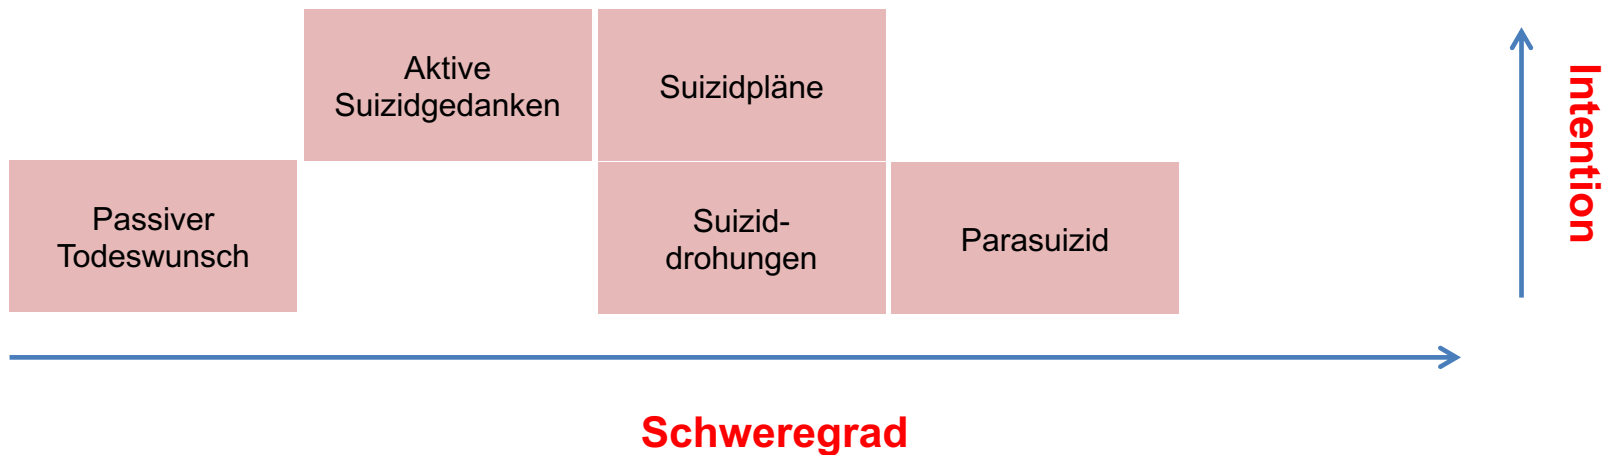 Aktive
Suizidgedanken
Suizidpläne
Passiver
Todeswunsch
Suizid-
drohungen
Parasuizid
Intention
Schweregrad